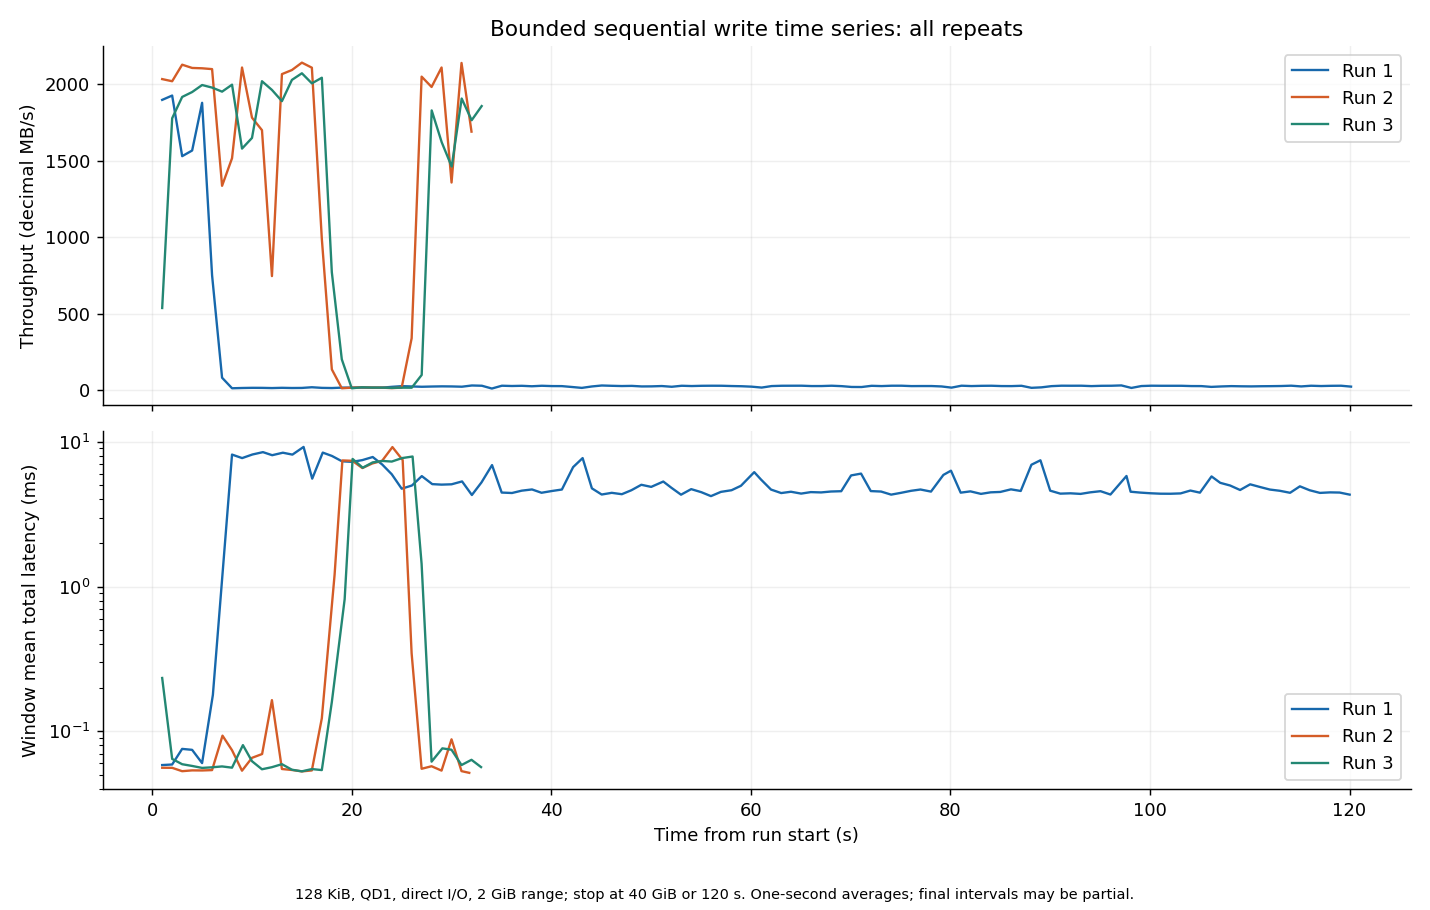 Bounded sequential write time series: all repeats
Throughput (decimal MB/s)
2000
1500
1000
500
0
Run 1
Run 2
Run 3
Window mean total latency (ms)
10¹
10⁰
10⁻¹
Run 1
Run 2
Run 3
0 20 40 60 80 100 120
Time from run start (s)
128 KiB, QD1, direct I/O, 2 GiB range; stop at 40 GiB or 120 s. One-second averages; final intervals may be partial.